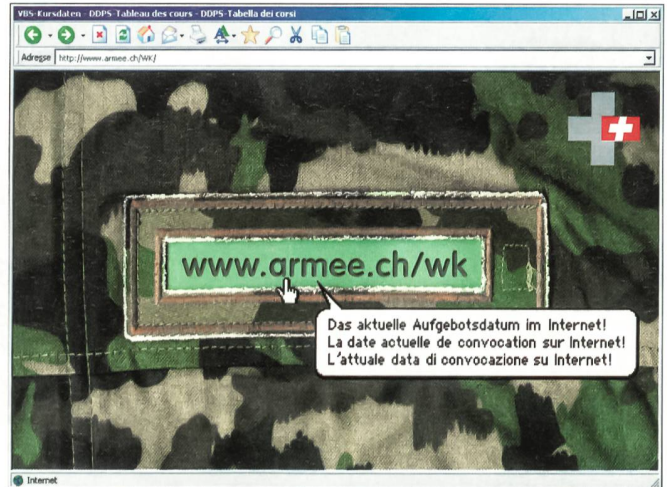 VBS-Kursdaten - DDPS-Tableau des cours - DDPS-Tabella dei corsi
Adresse http://www.armee.ch/WK/
www.armee.ch/wk
Das aktuelle Aufgebotsdatum im Internet!
La date actuelle de convocation sur Internet!
L'attuale data di convocazione su Internet!
Internet